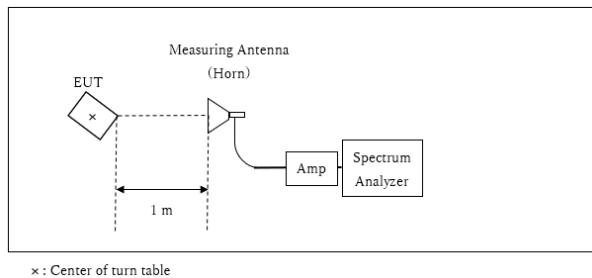 Measuring Antenna
(Horn)
EUT
×
Amp
Spectrum
Analyzer
1 m
× : Center of turn table